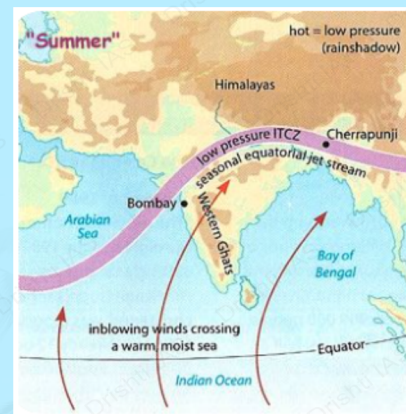 "Summer"
hot = low pressure
(rainshadow)
Himalayas
low pressure ITCZ
Cherrapunji
seasonal equatorial jet stream
Bombay
Western Ghats
Arabian
Sea
Bay of
Bengal
inblowing winds crossing
a warm, moist sea
Equator
Indian Ocean